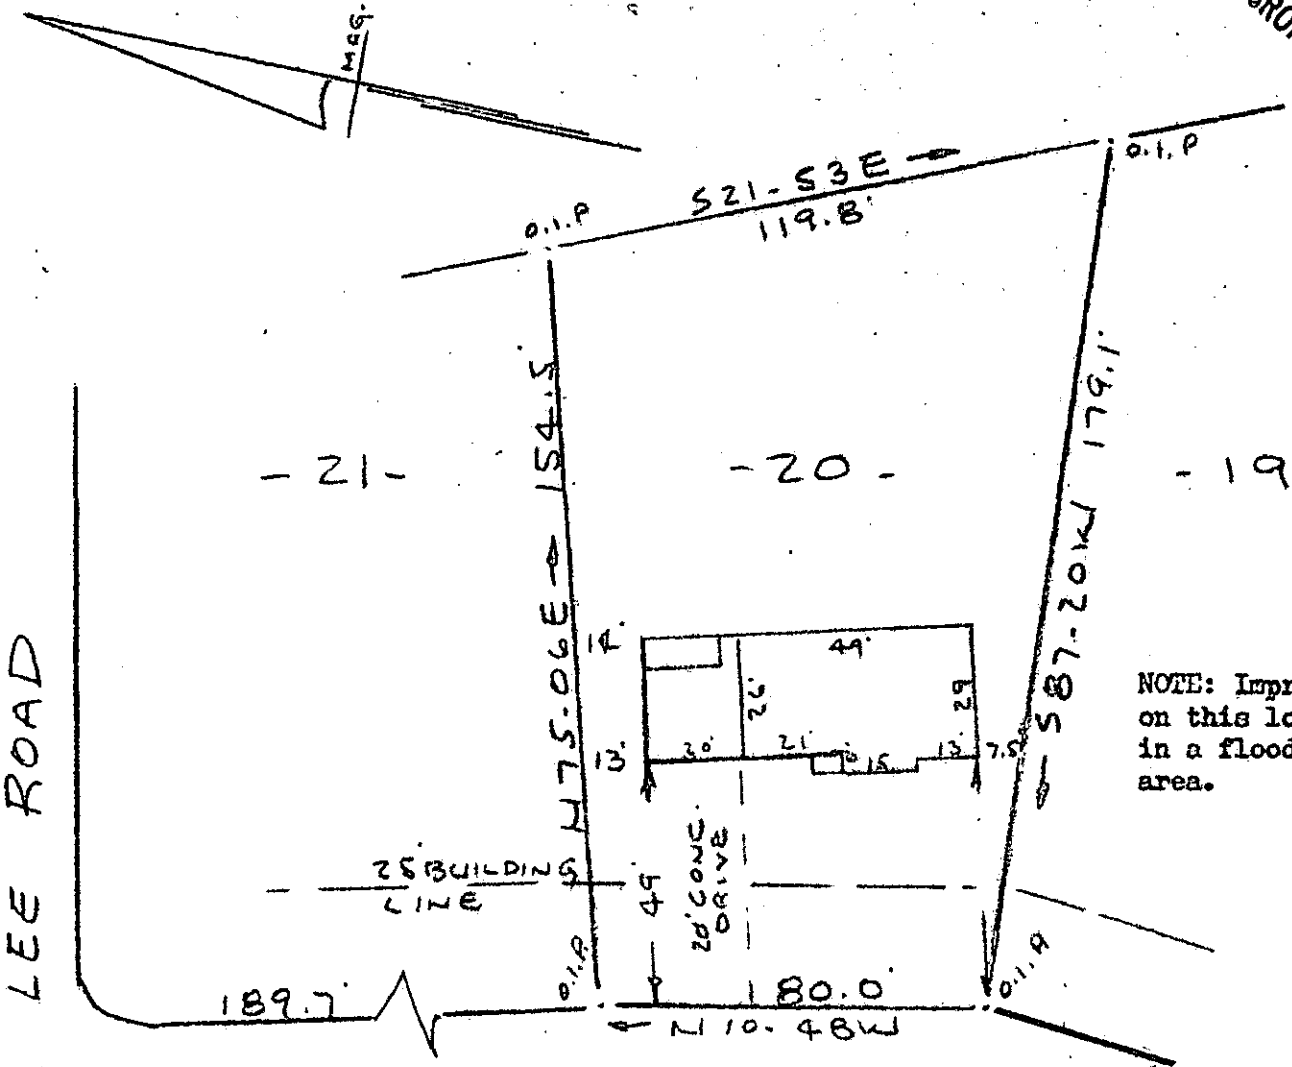 MAG.
O.I.P
S21-53E
119.8'
O.I.P
N75-06E 154.5'
S87-20W 179.1'
-21-
-20-
-19
LEE ROAD
14'
49'
26'
29
13'
20'
21'
15
13'
7.5'
NOTE: Impr
on this lo
in a flood
area.
25' BUILDING
LINE
49'
20' CONC.
DRIVE
189.7'
O.I.P
80.0'
O.I.P
N10-48W